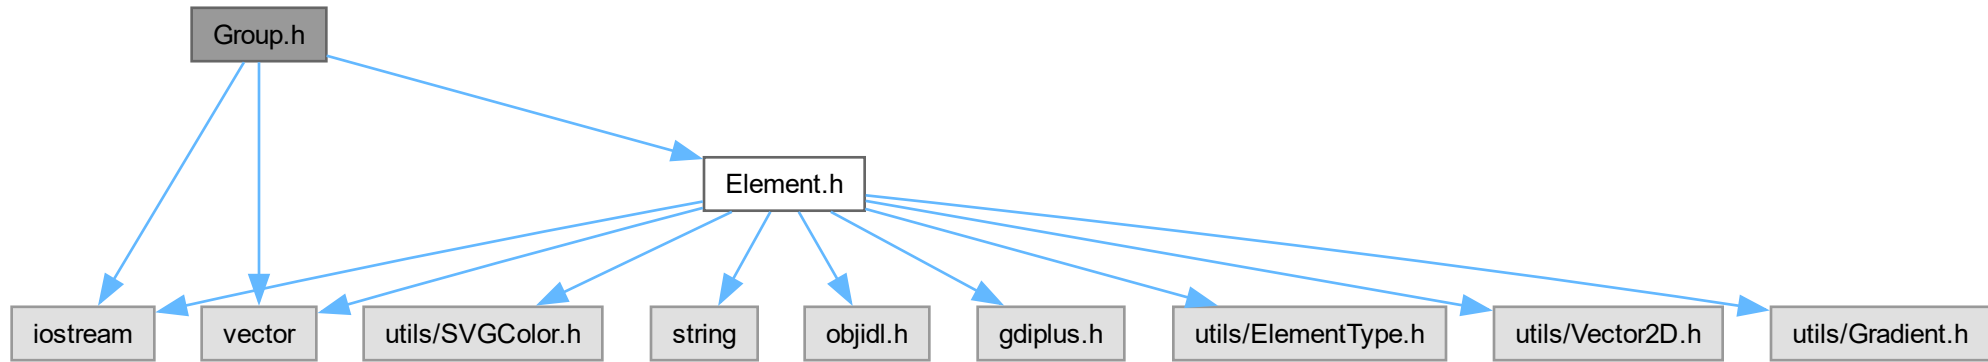 Group.h
Element.h
iostream
vector
utils/SVGColor.h
string
objidl.h
gdiplus.h
utils/ElementType.h
utils/Vector2D.h
utils/Gradient.h